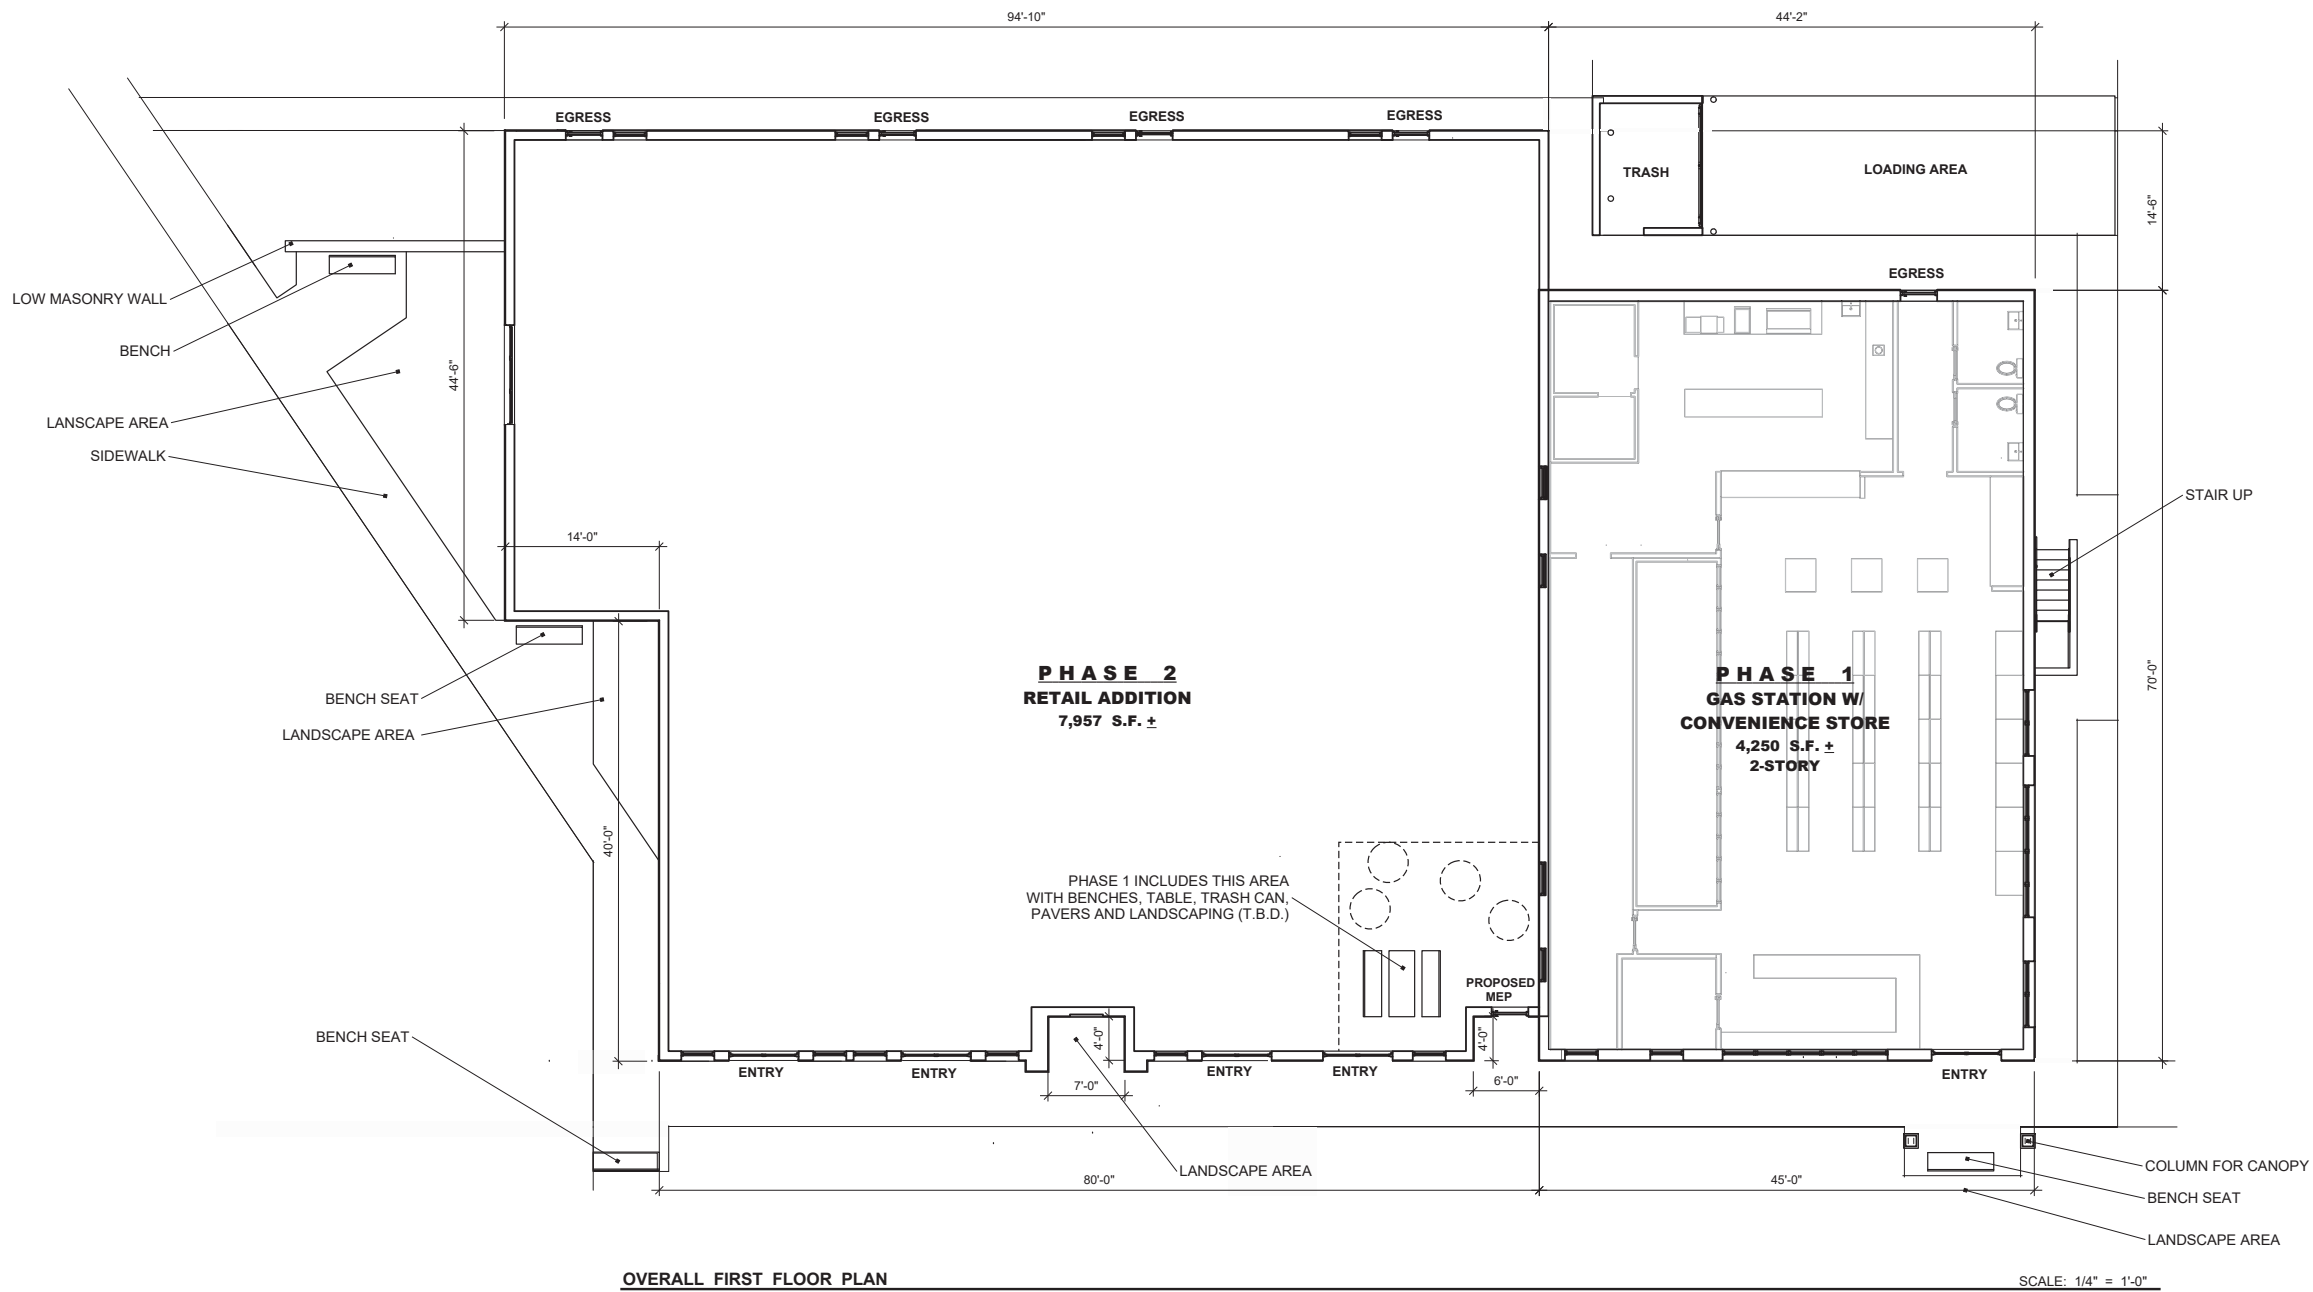 94'-10"
44'-2"
EGRESS
EGRESS
EGRESS
EGRESS
TRASH
LOADING AREA
14'-6"
EGRESS
LOW MASONRY WALL
BENCH
44'-6"
LANSCAPE AREA
SIDEWALK
STAIR UP
14'-0"
PHASE 2
RETAIL ADDITION
7,957 S.F. ±
PHASE 1
GAS STATION W/
CONVENIENCE STORE
4,250 S.F. ±
2-STORY
70'-0"
BENCH SEAT
LANDSCAPE AREA
40'-0"
PHASE 1 INCLUDES THIS AREA
WITH BENCHES, TABLE, TRASH CAN,
PAVERS AND LANDSCAPING (T.B.D.)
PROPOSED
MEP
BENCH SEAT
4'-0"
4'-0"
ENTRY
ENTRY
ENTRY
ENTRY
ENTRY
7'-0"
6'-0"
LANDSCAPE AREA
80'-0"
45'-0"
COLUMN FOR CANOPY
BENCH SEAT
LANDSCAPE AREA
OVERALL FIRST FLOOR PLAN
SCALE: 1/4" = 1'-0"